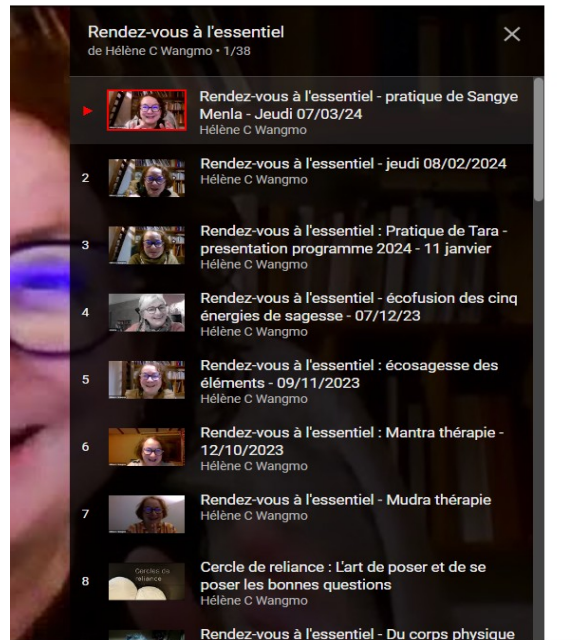 Rendez-vous à l'essentiel
de Hélène C Wangmo • 1/38
Rendez-vous à l'essentiel - pratique de Sangye
Menla - Jeudi 07/03/24
Hélène C Wangmo
2
Rendez-vous à l'essentiel - jeudi 08/02/2024
Hélène C Wangmo
3
Rendez-vous à l'essentiel : Pratique de Tara -
presentation programme 2024 - 11 janvier
Hélène C Wangmo
4
Rendez-vous à l'essentiel - écofusion des cinq
énergies de sagesse - 07/12/23
Hélène C Wangmo
5
Rendez-vous à l'essentiel : écosagesse des
éléments - 09/11/2023
Hélène C Wangmo
6
Rendez-vous à l'essentiel : Mantra thérapie -
12/10/2023
Hélène C Wangmo
7
Rendez-vous à l'essentiel - Mudra thérapie
Hélène C Wangmo
8
Cercles de
reliance
Cercle de reliance : L'art de poser et de se
poser les bonnes questions
Hélène C Wangmo
Rendez-vous à l'essentiel - Du corps physique